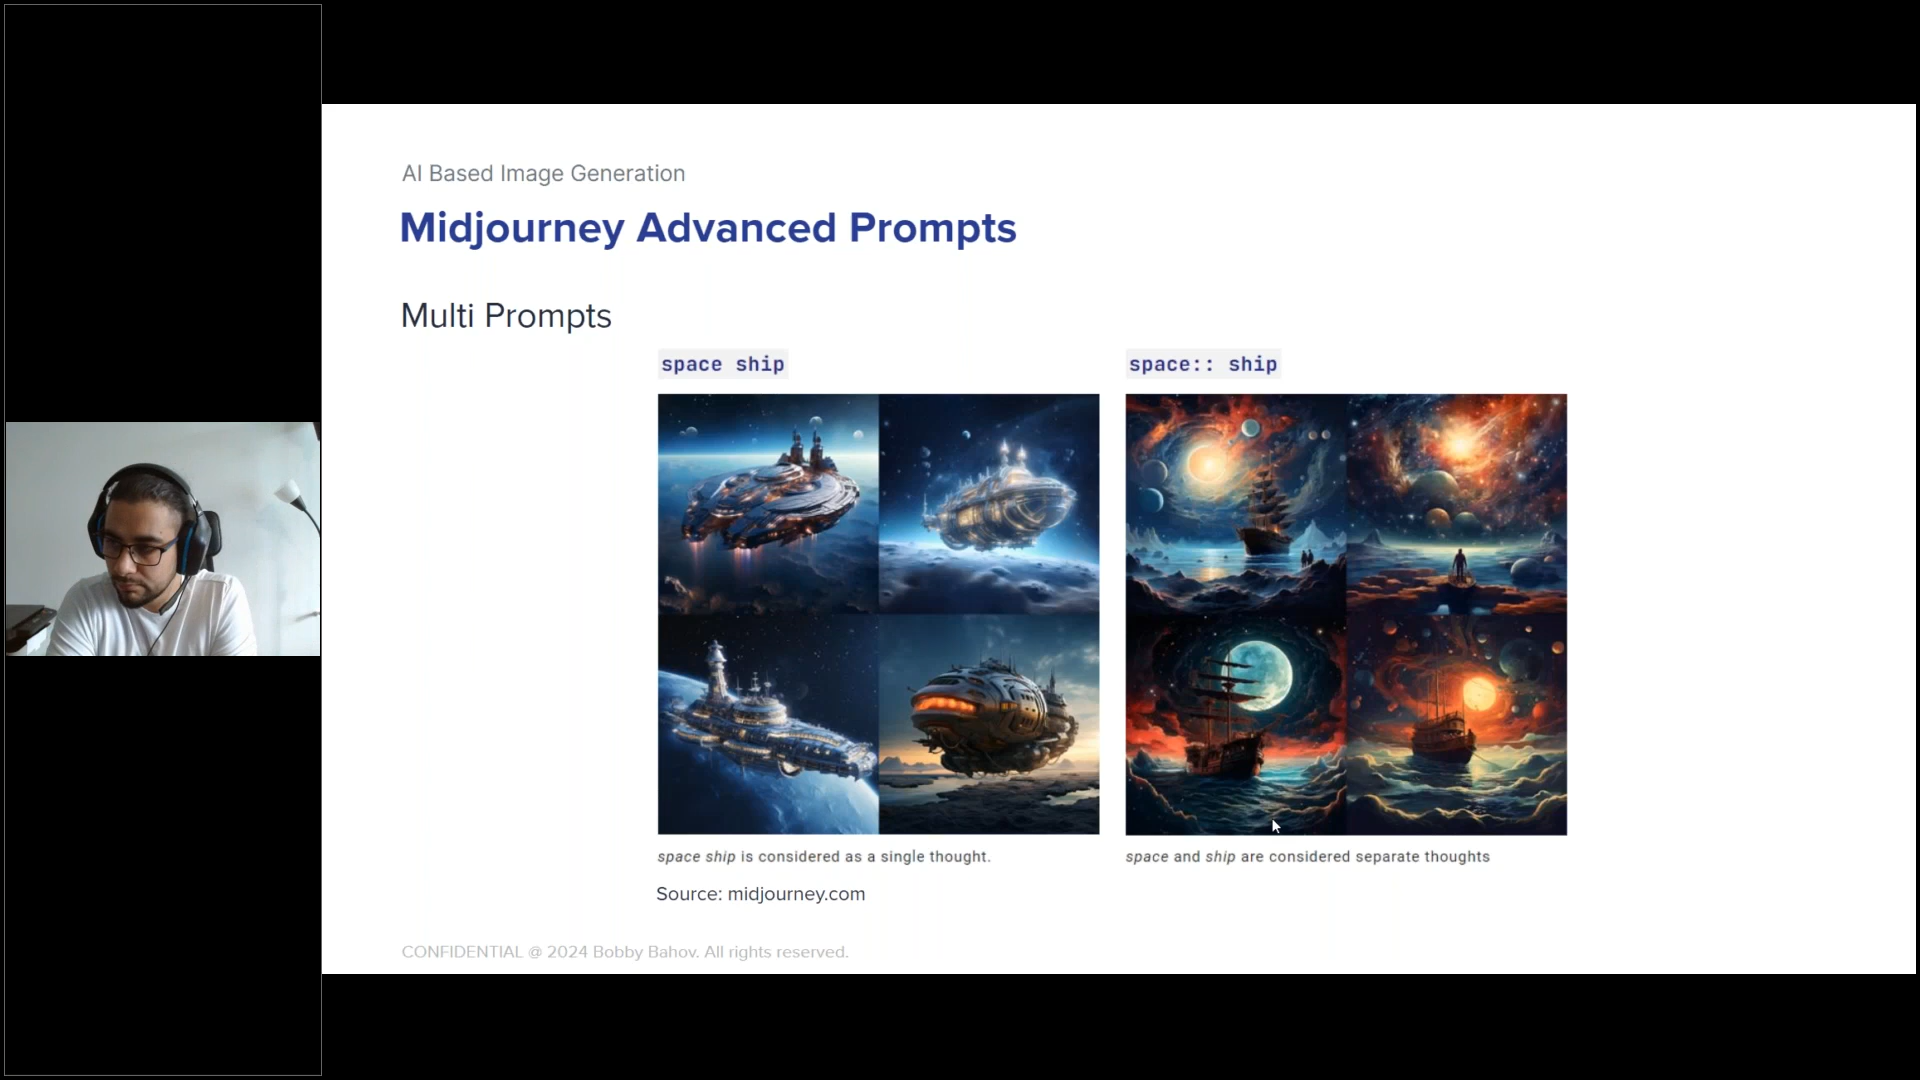 AI Based Image Generation
Midjourney Advanced Prompts
Multi Prompts
space ship
space:: ship
space ship is considered as a single thought.
space and ship are considered separate thoughts
Source: midjourney.com
CONFIDENTIAL @ 2024 Bobby Bahov. All rights reserved.